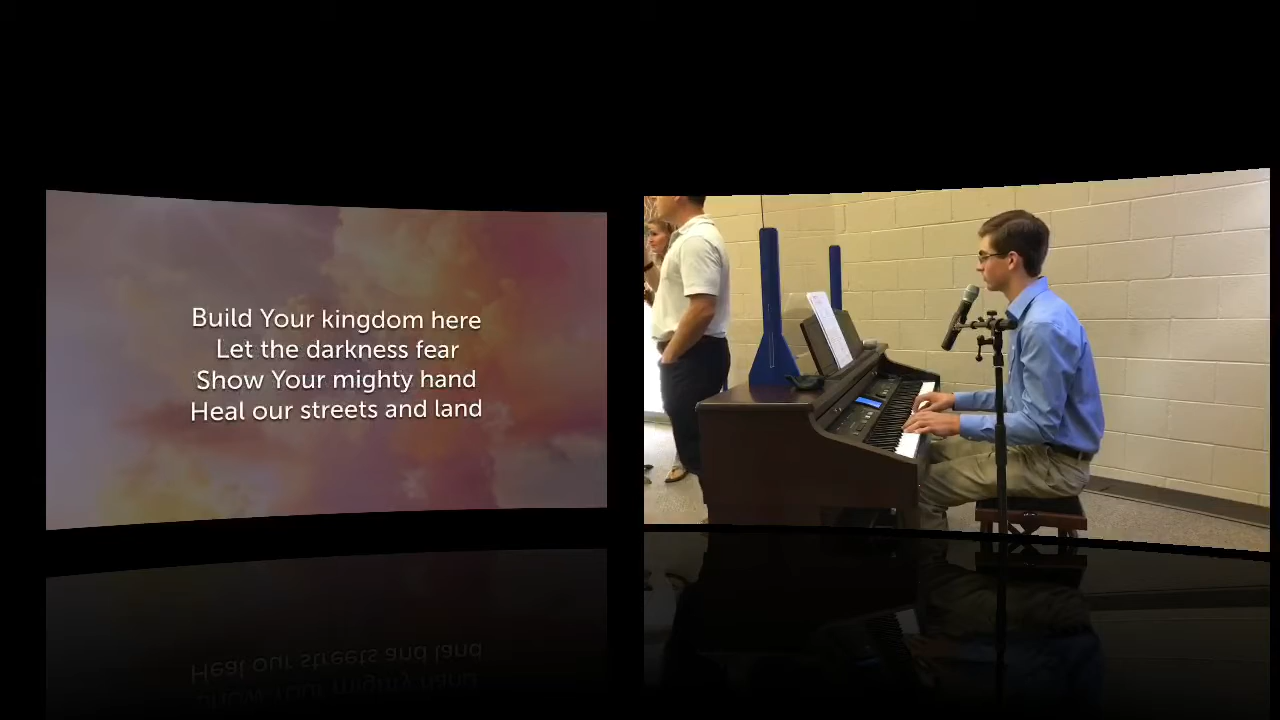 Build Your kingdom here
Let the darkness fear
Show Your mighty hand
Heal our streets and land